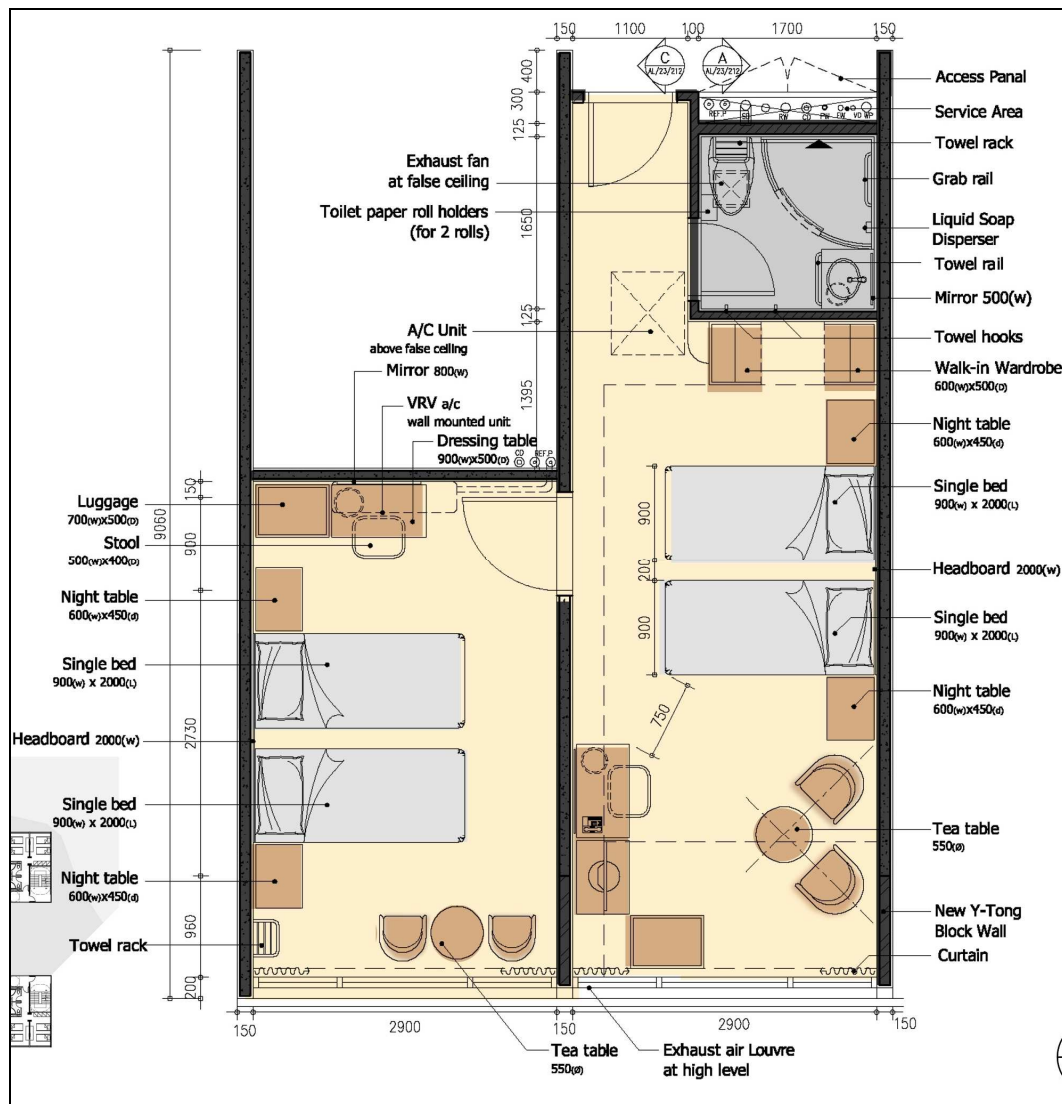 150
1100
100
1700
150
C
AL/23/212
A
AL/23/212
400
300
125
1650
125
1395
9060
Access Panal
REF.P
SD
RW
CD
PW
FW
VD
WP
Service Area
Towel rack
Exhaust fan
at false ceiling
Grab rail
Toilet paper roll holders
(for 2 rolls)
Liquid Soap
Disperser
Towel rail
Mirror 500(w)
A/C Unit
above false ceiling
Towel hooks
Mirror 800(w)
Walk-in Wardrobe
600(w)x500(D)
VRV a/c
wall mounted unit
Dressing table
900(w)x500(D)
CD
REF.P
Night table
600(w)x450(d)
150
Luggage
700(w)x500(D)
900
Single bed
900(w) x 2000(L)
Stool
500(w)x400(D)
900
200
Headboard 2000(w)
Night table
600(w)x450(d)
900
Single bed
900(w) x 2000(L)
Single bed
900(w) x 2000(L)
Night table
600(w)x450(d)
750
Headboard 2000(w)
2730
Single bed
900(w) x 2000(L)
Tea table
550(ø)
Night table
600(w)x450(d)
New Y-Tong
Block Wall
960
Towel rack
Curtain
200
150
2900
150
2900
150
Tea table
550(ø)
Exhaust air Louvre
at high level